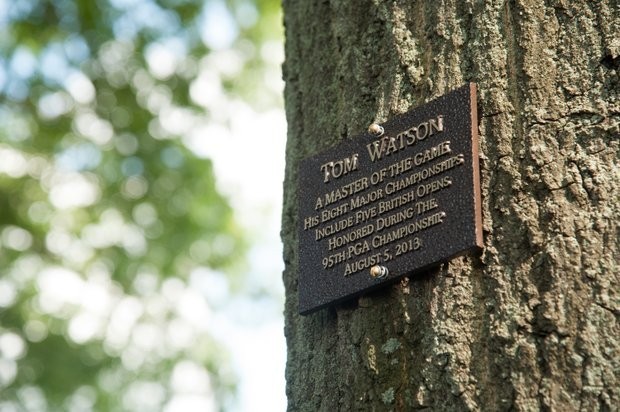 TOM WATSON
A MASTER OF THE GAME
HIS EIGHT MAJOR CHAMPIONSHIPS
INCLUDE FIVE BRITISH OPENS
HONORED DURING THE
95TH PGA CHAMPIONSHIP
AUGUST 5, 2013